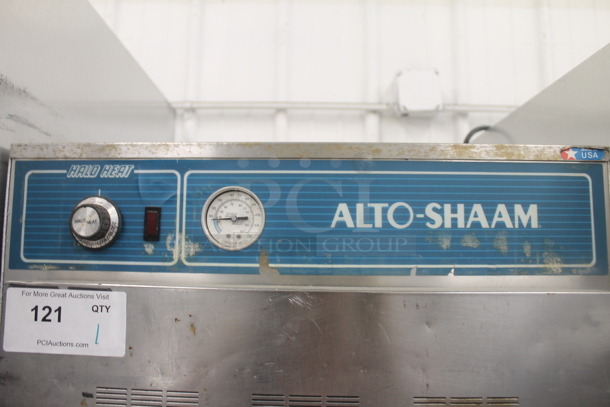 HALO HEAT
USA
ALTO-SHAAM
PCI
AUCTION GROUP
For More Great Auctions Visit
121 QTY
1
PCIAuctions.com